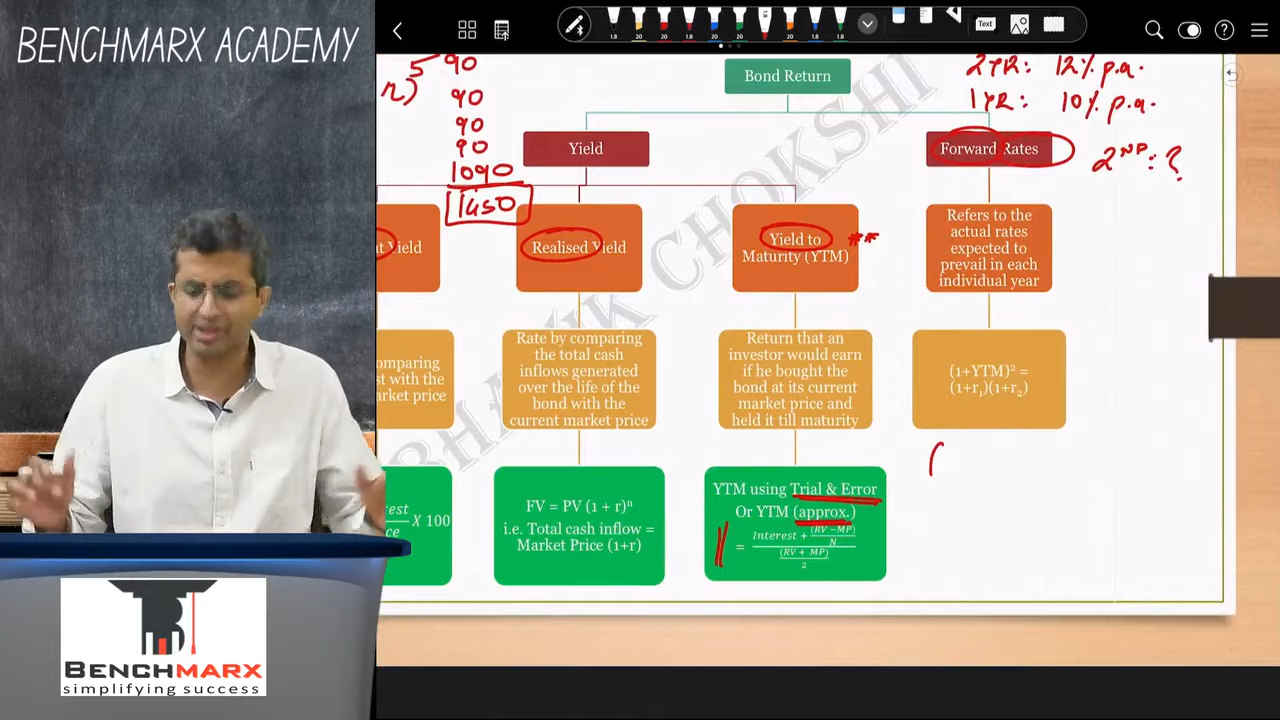 BENCHMARX ACADEMY
Text
Bond Return
Yield
Forward Rates
Realised Yield
Yield to
Maturity (YTM)
**
Refers to the
actual rates
expected to
prevail in each
individual year
Rate by comparing
the total cash
inflows generated
over the life of the
bond with the
current market price
Return that an
investor would earn
if he bought the
bond at its current
market price and
held it till maturity
(1+YTM)² =
(1+r₁)(1+r₂)
FV = PV (1 + r)ⁿ
i.e. Total cash inflow =
Market Price (1+r)
YTM using Trial & Error
Or YTM (approx.)
= Interest + (RV −MP)/N
(RV + MP)/2
X 100
90
90
90
90
1090
1450
2YR: 12% p.a.
1YR: 10% p.a.
2ND: ?
BHAVIK CHOKSHI
BENCHMARX
simplifying success